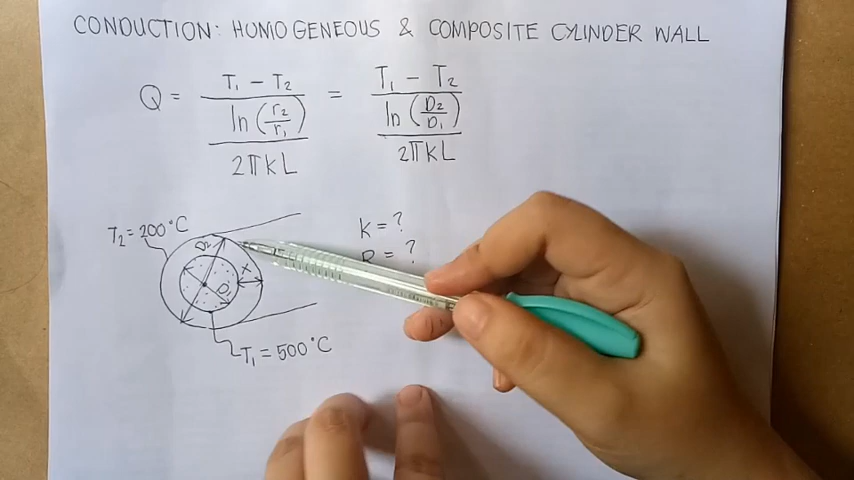 CONDUCTION: HOMOGENEOUS & COMPOSITE CYLINDER WALL
Q = T₁ - T₂ / (ln (r₂/r₁) / 2πkL) = T₁ - T₂ / (ln (D₂/D₁) / 2πkL)
T₂ = 200°C
D₂
x
D₁
T₁ = 500°C
K = ?
R = ?